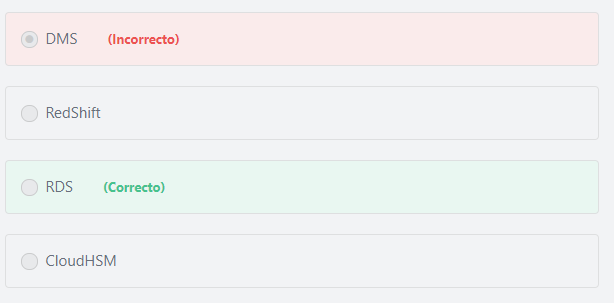 DMS (Incorrecto)
RedShift
RDS (Correcto)
CloudHSM